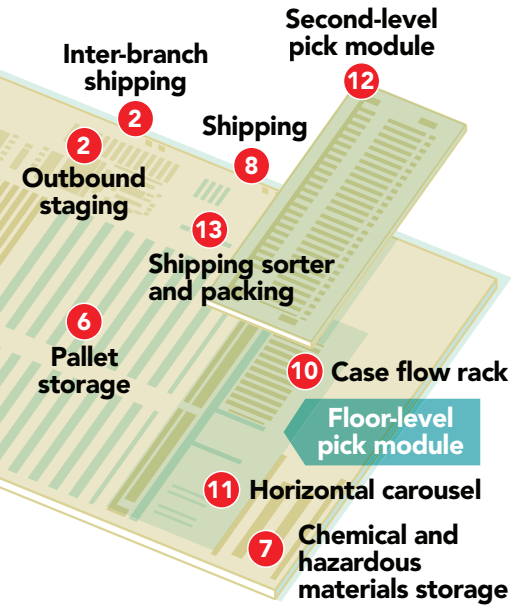 Second-level
pick module
12
Inter-branch
shipping
2
Shipping
8
2
Outbound
staging
13
Shipping sorter
and packing
6
Pallet
storage
10 Case flow rack
Floor-level
pick module
11 Horizontal carousel
7 Chemical and
hazardous
materials storage